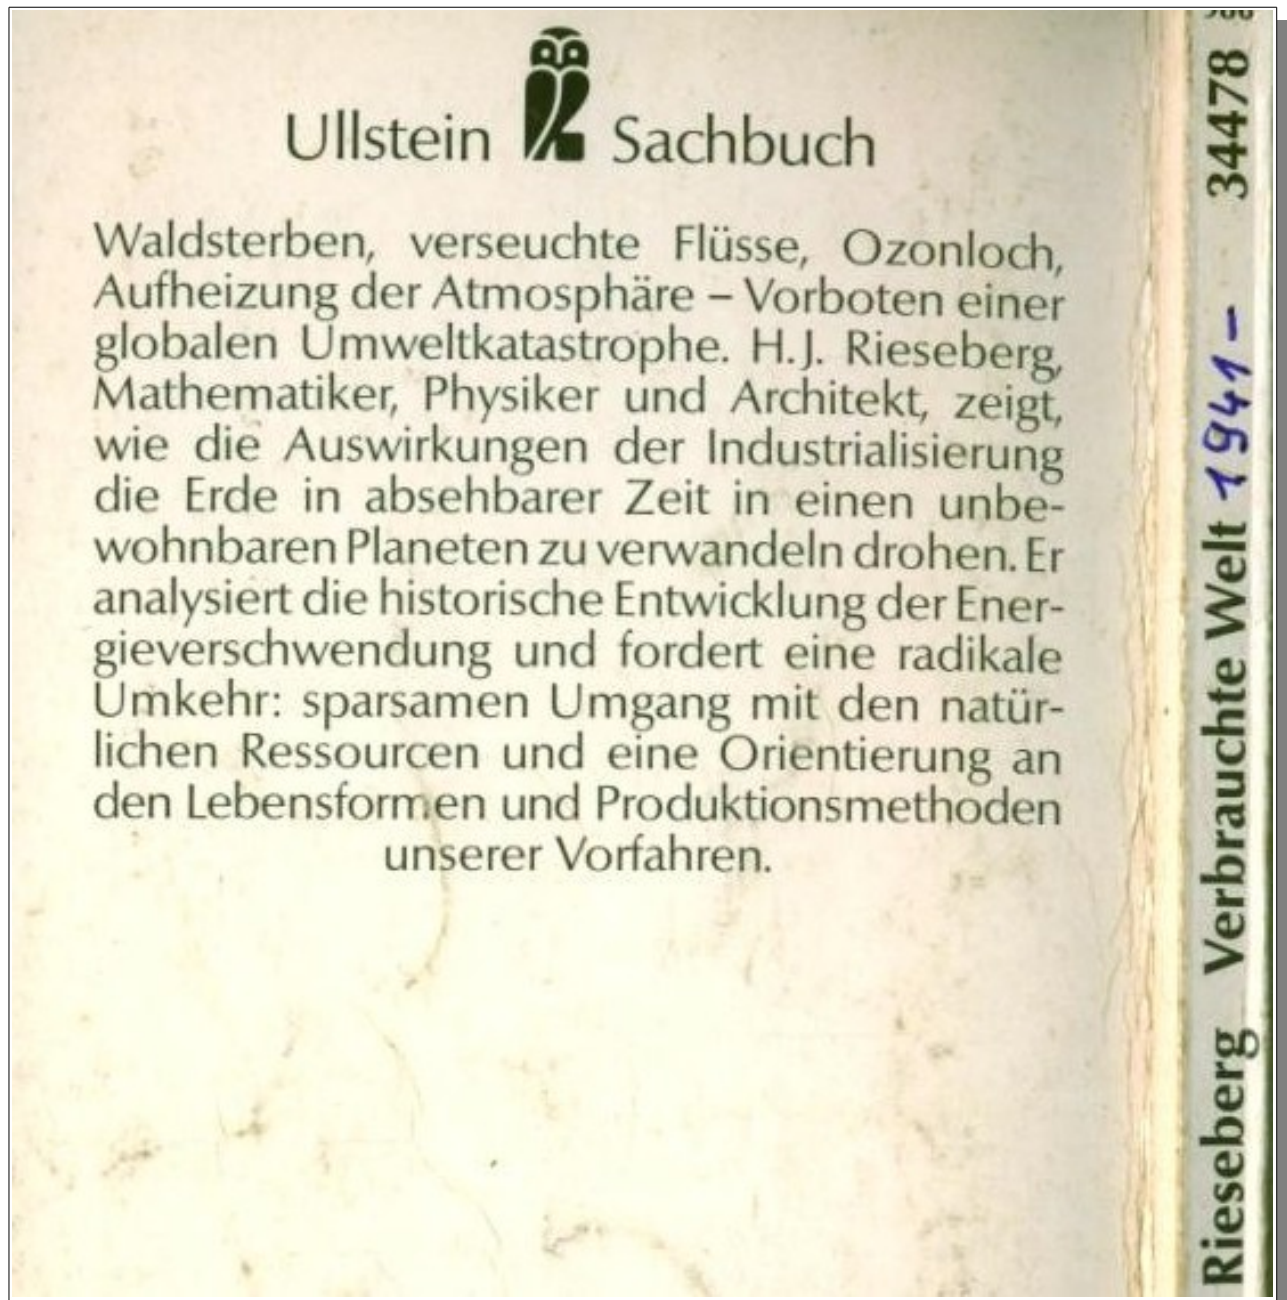 Ullstein Sachbuch
Waldsterben, verseuchte Flüsse, Ozonloch,
Aufheizung der Atmosphäre – Vorboten einer
globalen Umweltkatastrophe. H.J. Rieseberg,
Mathematiker, Physiker und Architekt, zeigt,
wie die Auswirkungen der Industrialisierung
die Erde in absehbarer Zeit in einen unbe-
wohnbaren Planeten zu verwandeln drohen. Er
analysiert die historische Entwicklung der Ener-
gieverschwendung und fordert eine radikale
Umkehr: sparsamen Umgang mit den natür-
lichen Ressourcen und eine Orientierung an
den Lebensformen und Produktionsmethoden
unserer Vorfahren.
Rieseberg Verbrauchte Welt 1941– 34478